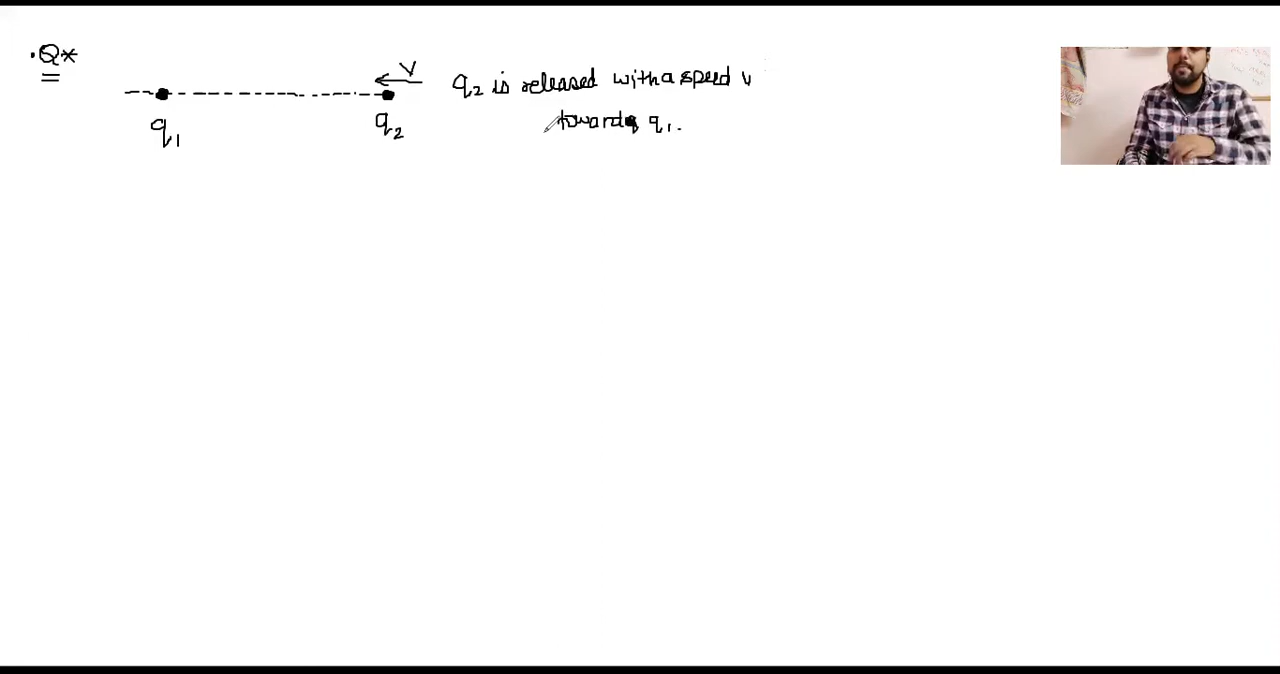 .Q*
V
q1
q2
q2 is released with a speed v
towards q1.